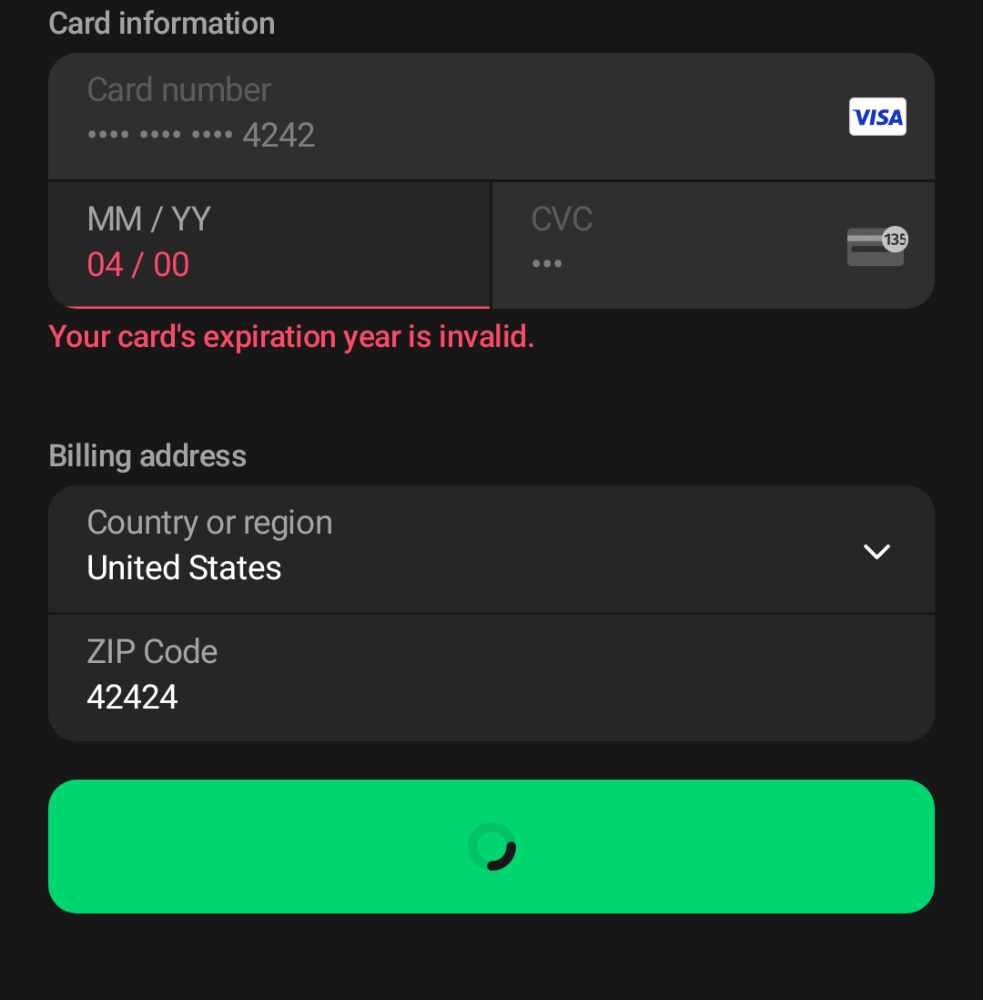 Card information
Card number
•••• •••• •••• 4242
VISA
MM / YY
04 / 00
CVC
•••
135
Your card's expiration year is invalid.
Billing address
Country or region
United States
ZIP Code
42424